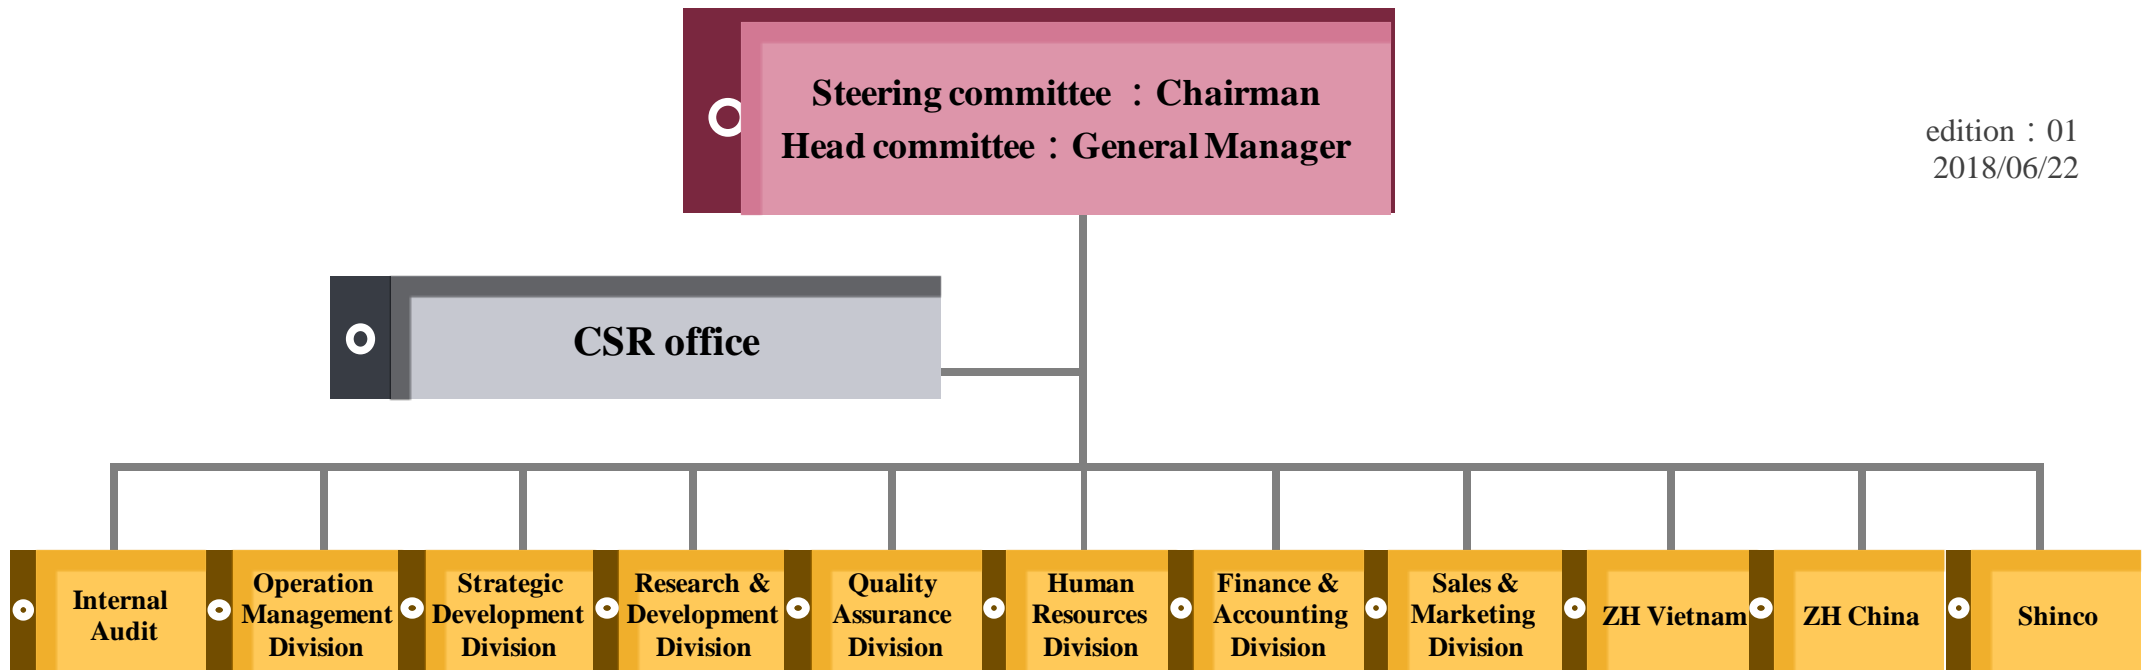 Steering committee ：Chairman
Head committee：General Manager
edition：01
2018/06/22
CSR office
Internal
Audit
Operation
Management
Division
Strategic
Development
Division
Research &
Development
Division
Quality
Assurance
Division
Human
Resources
Division
Finance &
Accounting
Division
Sales &
Marketing
Division
ZH Vietnam
ZH China
Shinco